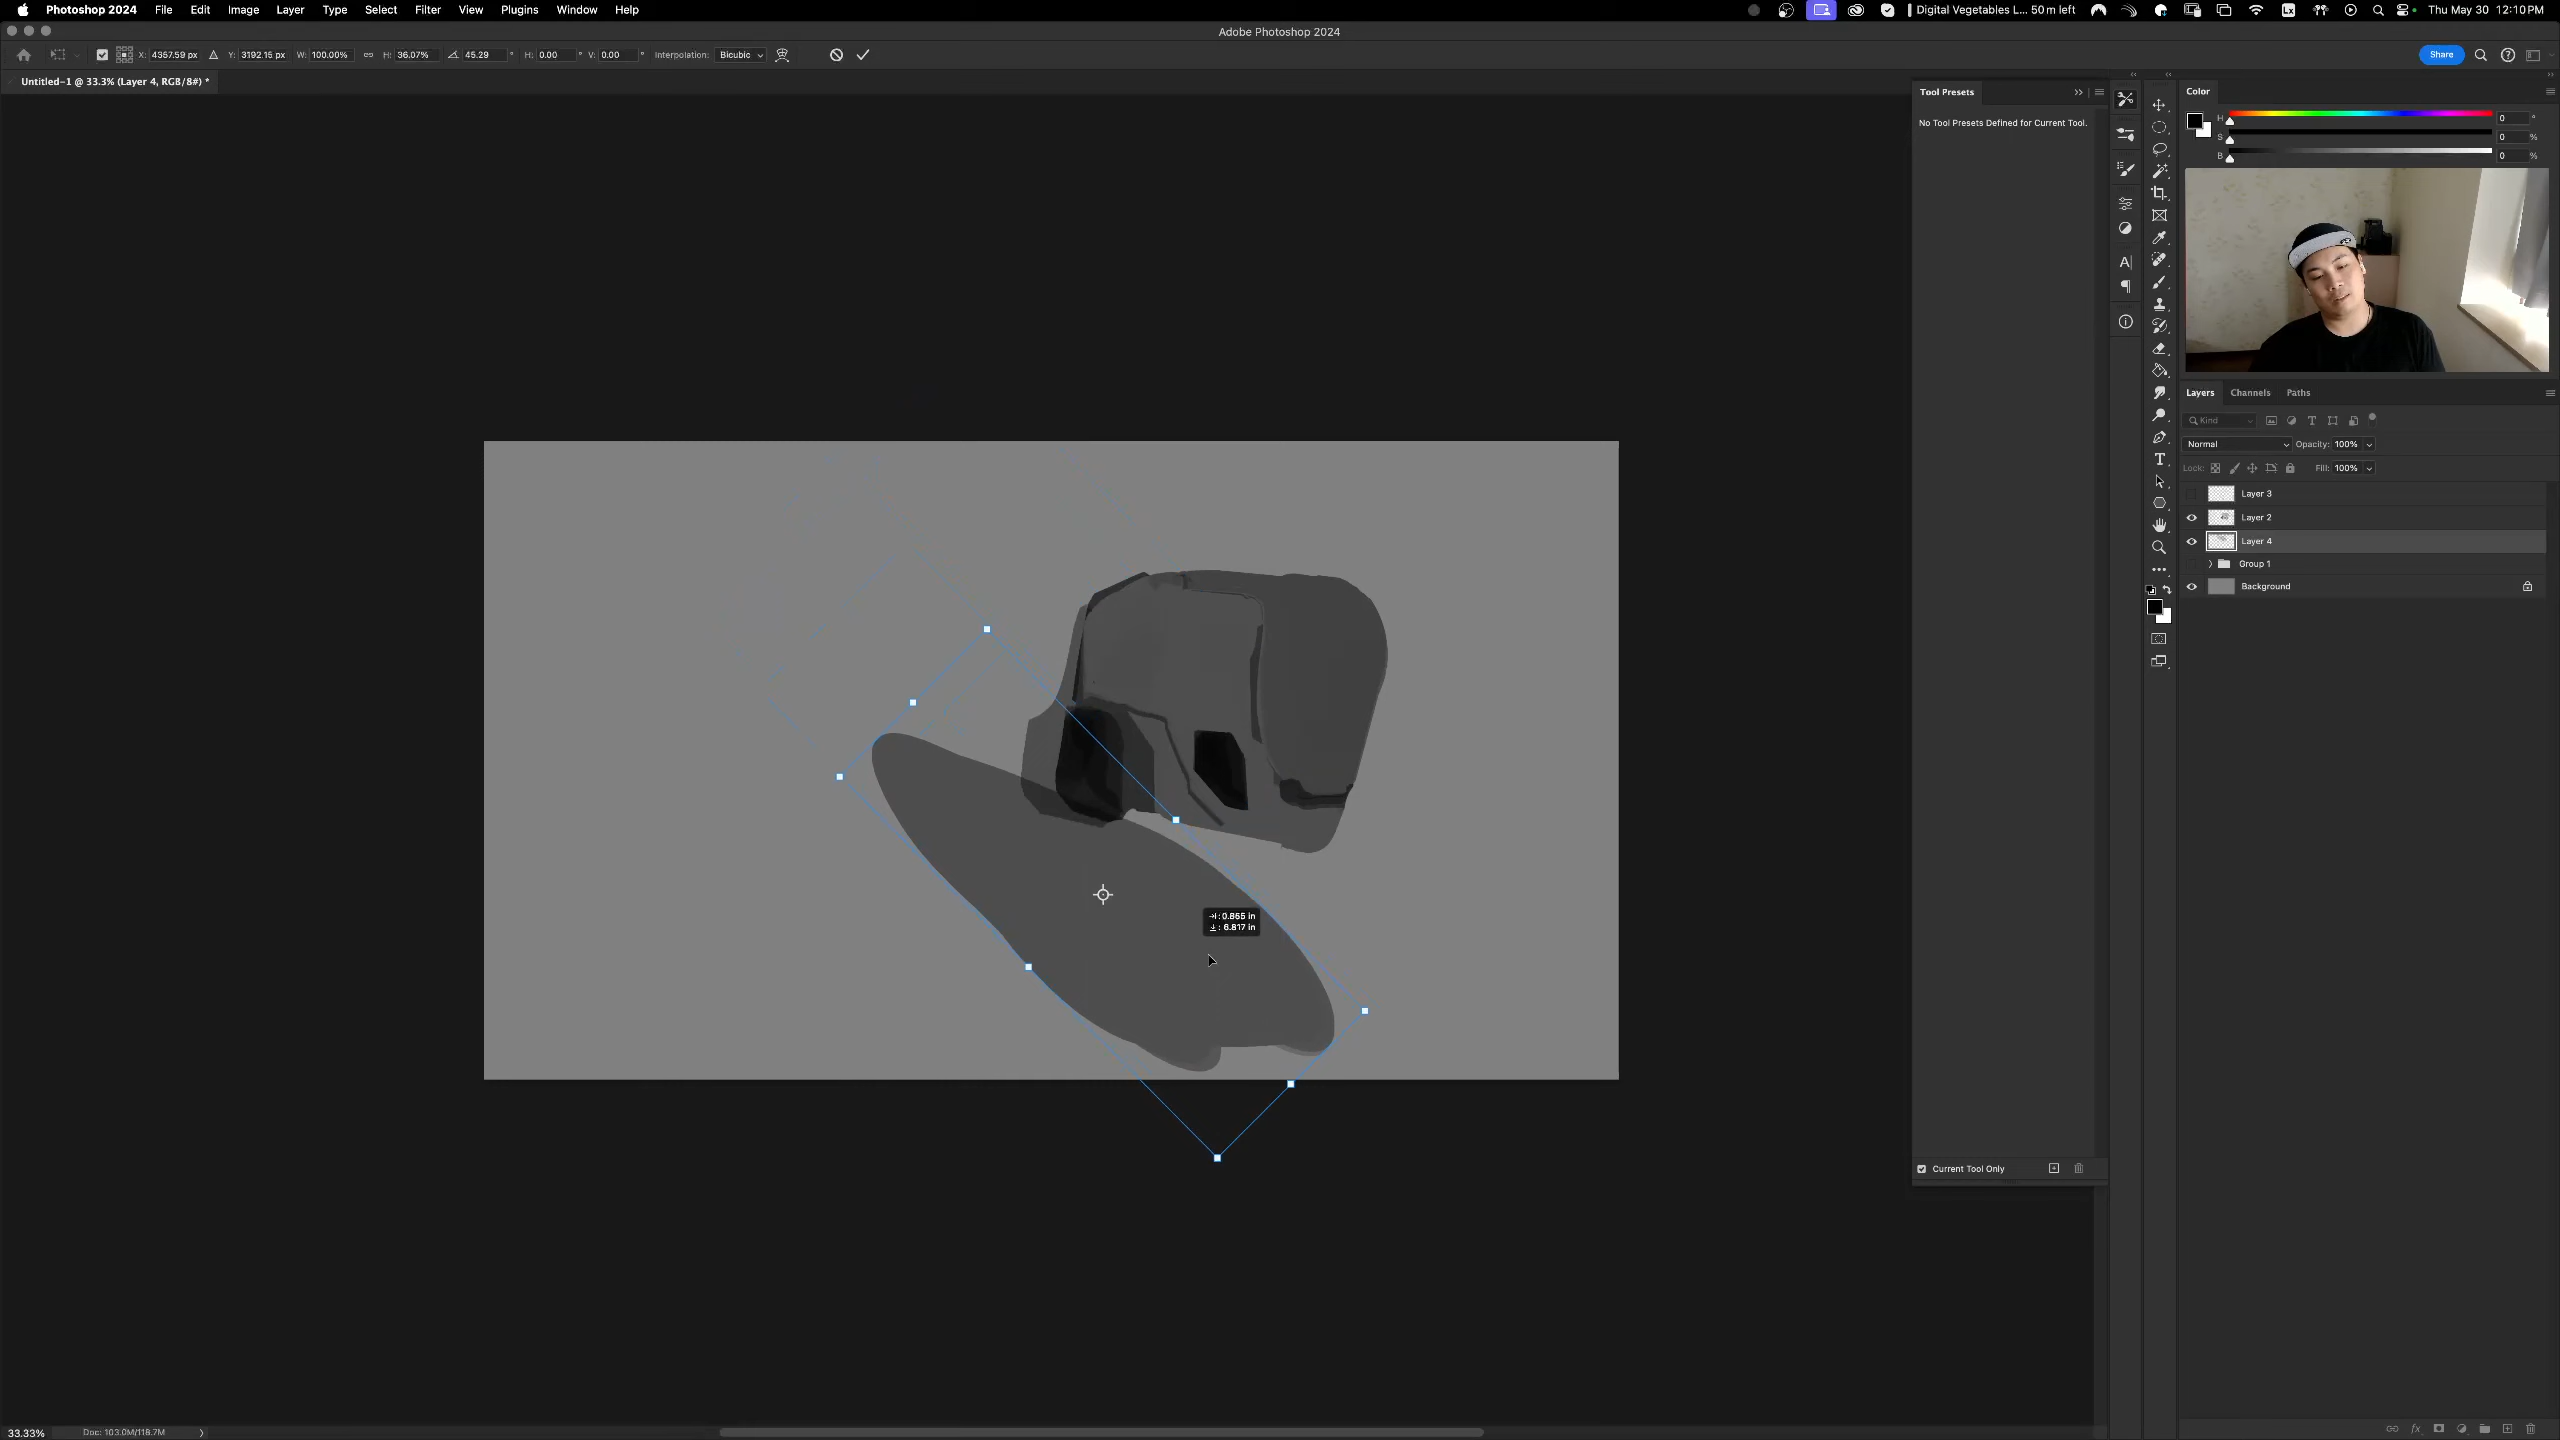 Photoshop 2024 File Edit Image Layer Type Select Filter View Plugins Window Help Digital Vegetables L... 50 m left Thu May 30 12:10 PM
Adobe Photoshop 2024
X: 4357.59 px Y: 3192.15 px W: 100.00% H: 36.07% 45.29 ° H: 0.00 ° V: 0.00 ° Interpolation: Bicubic Share
Untitled-1 @ 33.3% (Layer 4, RGB/8#) *
Tool Presets
No Tool Presets Defined for Current Tool.
Color
H 0 °
S 0 %
B 0 %
Layers Channels Paths
Kind
Normal Opacity: 100%
Lock: Fill: 100%
Layer 3
Layer 2
Layer 4
Group 1
Background
: 0.865 in
: 6.817 in
Current Tool Only
33.33% Doc: 103.0M/118.7M